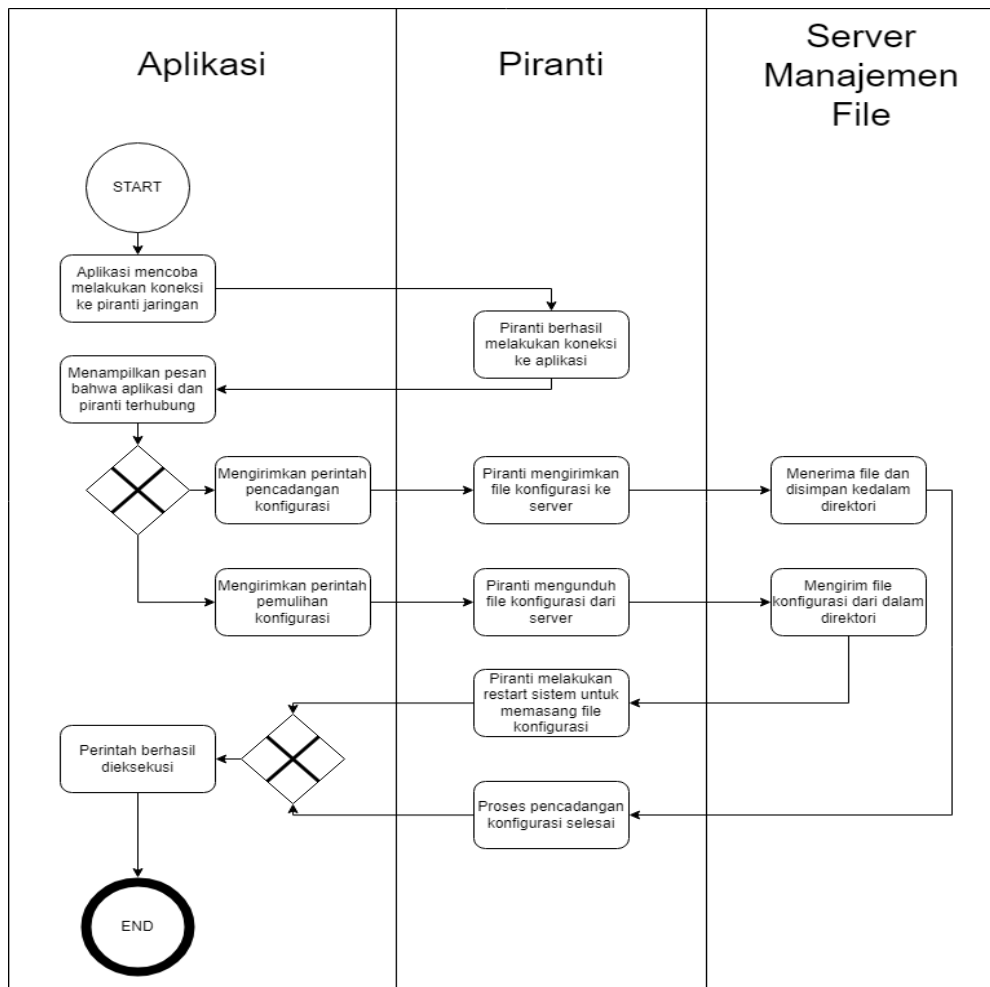 Aplikasi
Piranti
Server
Manajemen
File
START
Aplikasi mencoba
melakukan koneksi
ke piranti jaringan
Piranti berhasil
melakukan koneksi
ke aplikasi
Menampilkan pesan
bahwa aplikasi dan
piranti terhubung
Mengirimkan perintah
pencadangan
konfigurasi
Piranti mengirimkan
file konfigurasi ke
server
Menerima file dan
disimpan kedalam
direktori
Mengirimkan perintah
pemulihan
konfigurasi
Piranti mengunduh
file konfigurasi dari
server
Mengirim file
konfigurasi dari dalam
direktori
Piranti melakukan
restart sistem untuk
memasang file
konfigurasi
Perintah berhasil
dieksekusi
Proses pencadangan
konfigurasi selesai
END